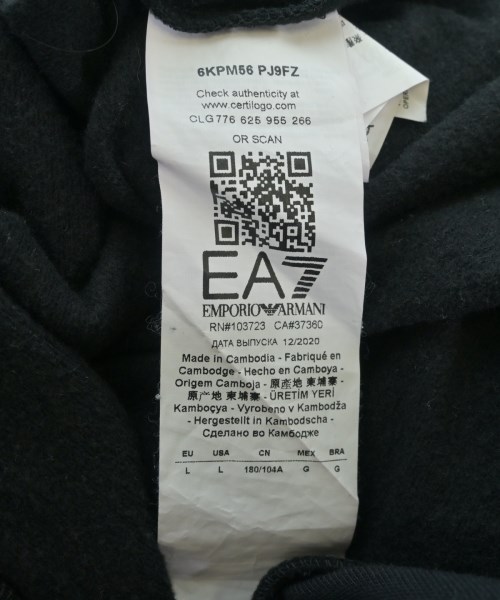 6KPM56 PJ9FZ
Check authenticity at
www.certilogo.com
CLG 776 625 955 266
OR SCAN
EA7
EMPORIO ARMANI
RN#103723 CA#37360
ДАТА ВЫПУСКА 12/2020
Made in Cambodia - Fabriqué en
Cambodge - Hecho en Camboya -
Origem Camboja - 原產地 柬埔寨 -
原产地 柬埔寨 - ÜRETİM YERİ
Kamboçya - Vyrobeno v Kambodža
- Hergestellt in Kambodscha -
Сделано во Камбодже
EU USA CN MEX BRA
L L 180/104A G G